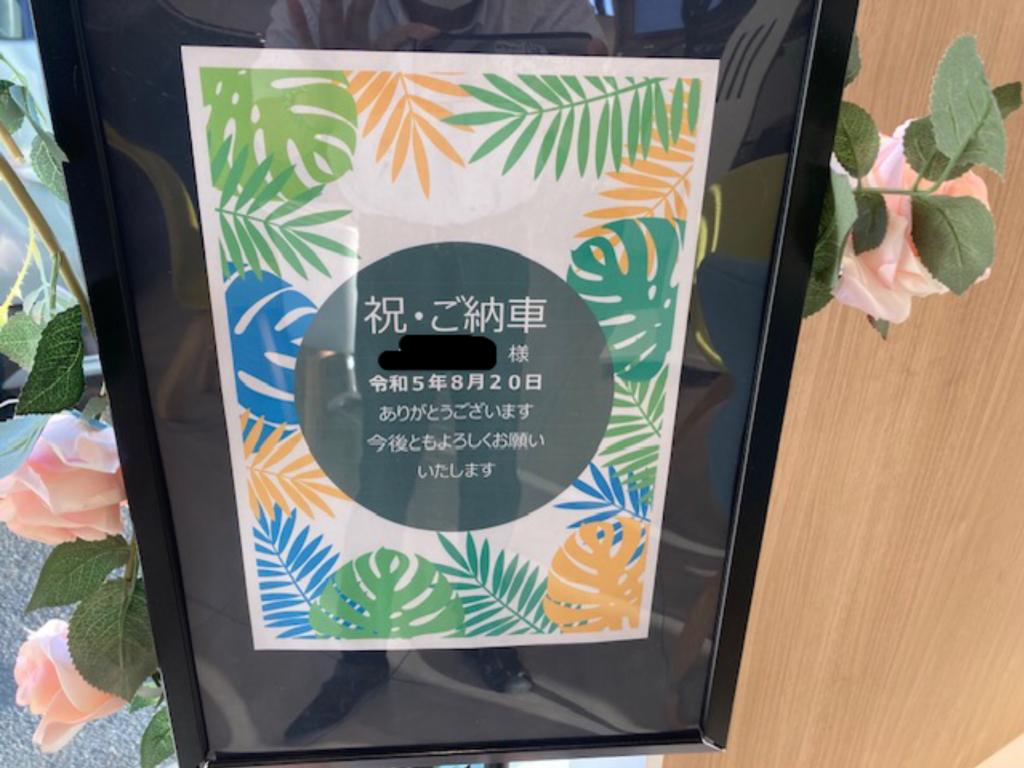 祝・ご納車
様
令和５年８月２０日
ありがとうございます
今後ともよろしくお願い
いたします